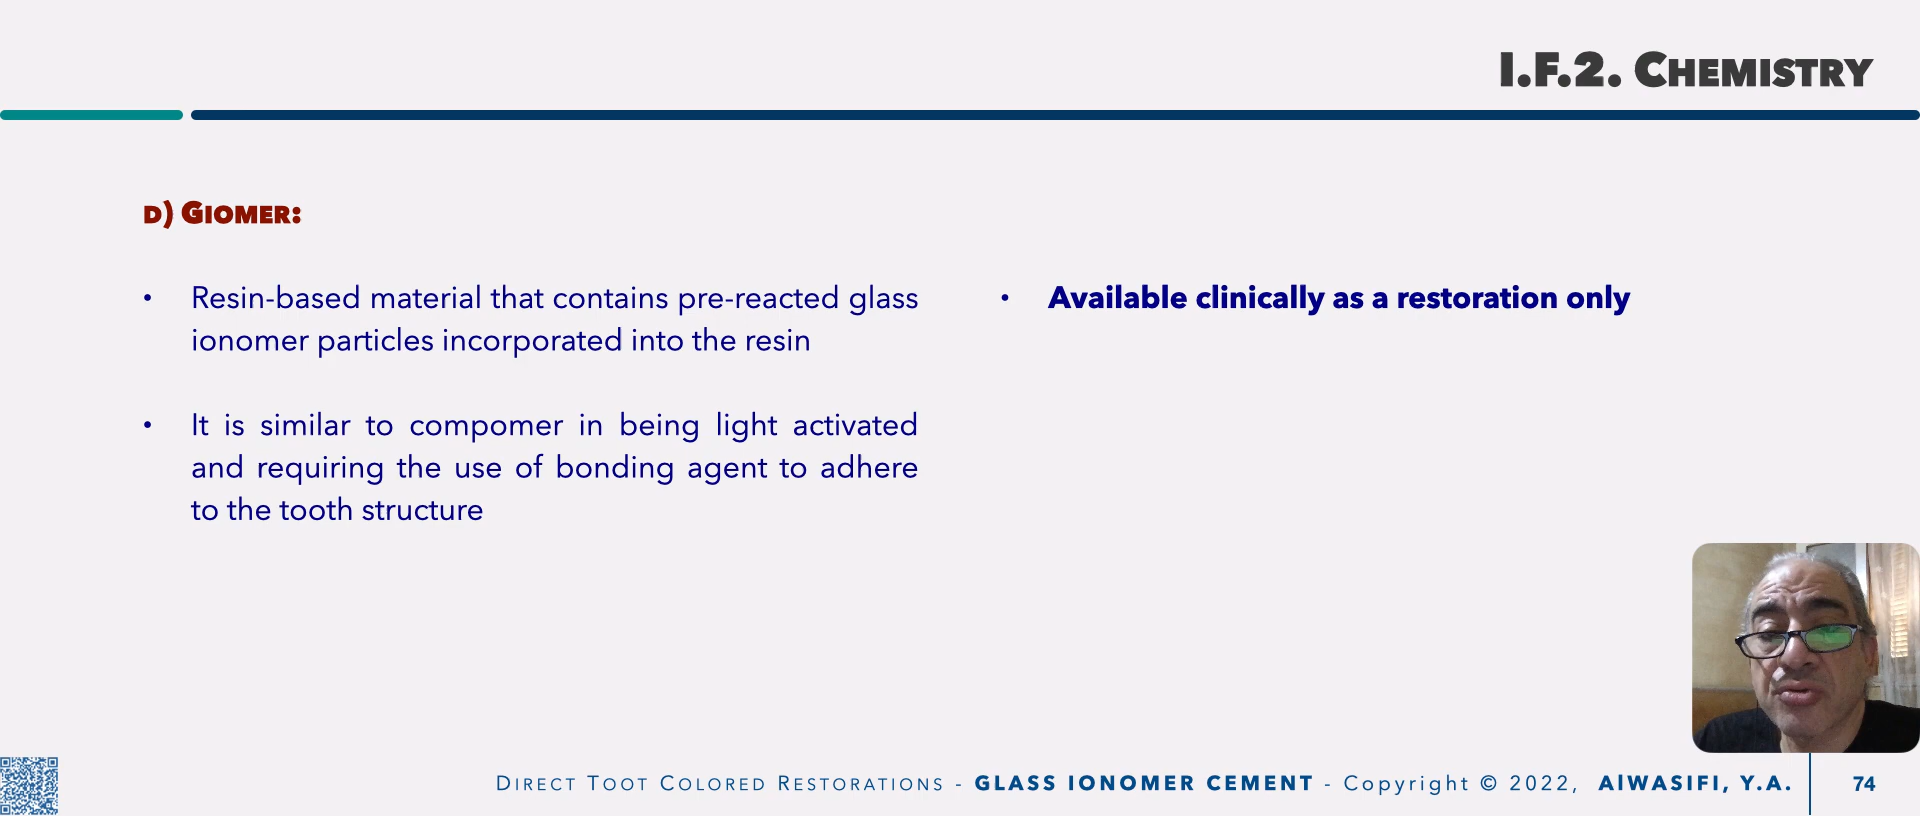 I.F.2. CHEMISTRY
D) GIOMER:
• Resin-based material that contains pre-reacted glass
ionomer particles incorporated into the resin
• It is similar to compomer in being light activated
and requiring the use of bonding agent to adhere
to the tooth structure
• Available clinically as a restoration only
DIRECT TOOT COLORED RESTORATIONS - GLASS IONOMER CEMENT - Copyright © 2022, AlWASIFI, Y.A. 74